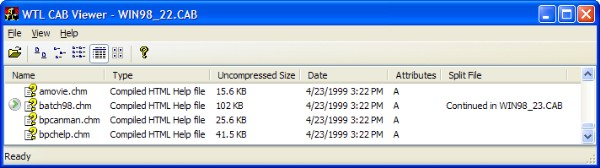 WTL CAB Viewer - WIN98_22.CAB
File View Help
Name Type Uncompressed Size Date Attributes Split File
amovie.chm Compiled HTML Help file 15.6 KB 4/23/1999 3:22 PM A
batch98.chm Compiled HTML Help file 102 KB 4/23/1999 3:22 PM A Continued in WIN98_23.CAB
bpcanman.chm Compiled HTML Help file 25.6 KB 4/23/1999 3:22 PM A
bpchelp.chm Compiled HTML Help file 41.5 KB 4/23/1999 3:22 PM A
Ready